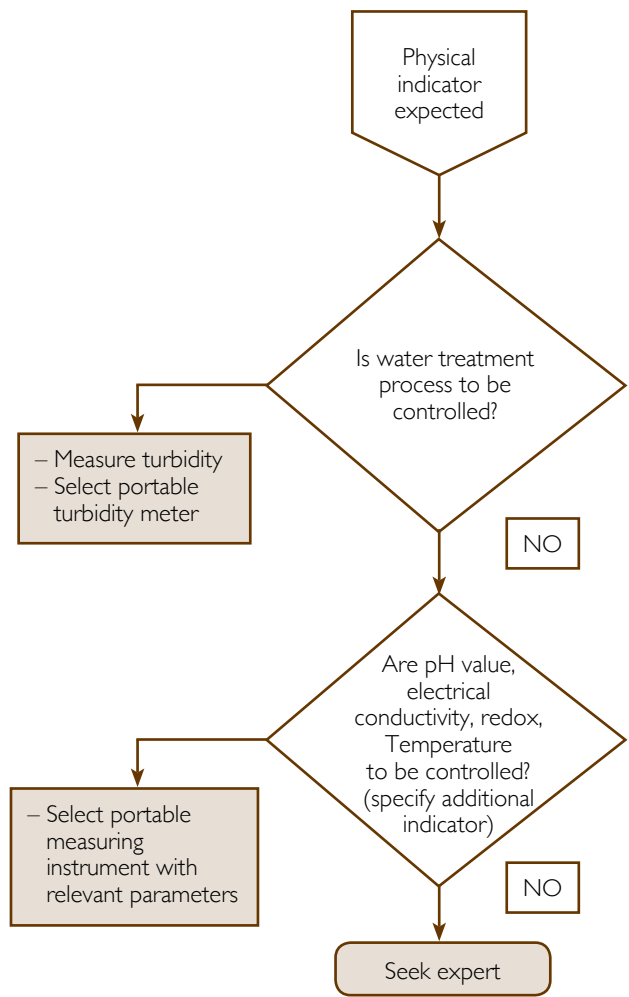 Physical
indicator
expected
Is water treatment
process to be
controlled?
– Measure turbidity
– Select portable
turbidity meter
NO
Are pH value,
electrical
conductivity, redox,
Temperature
to be controlled?
(specify additional
indicator)
– Select portable
measuring
instrument with
relevant parameters
NO
Seek expert